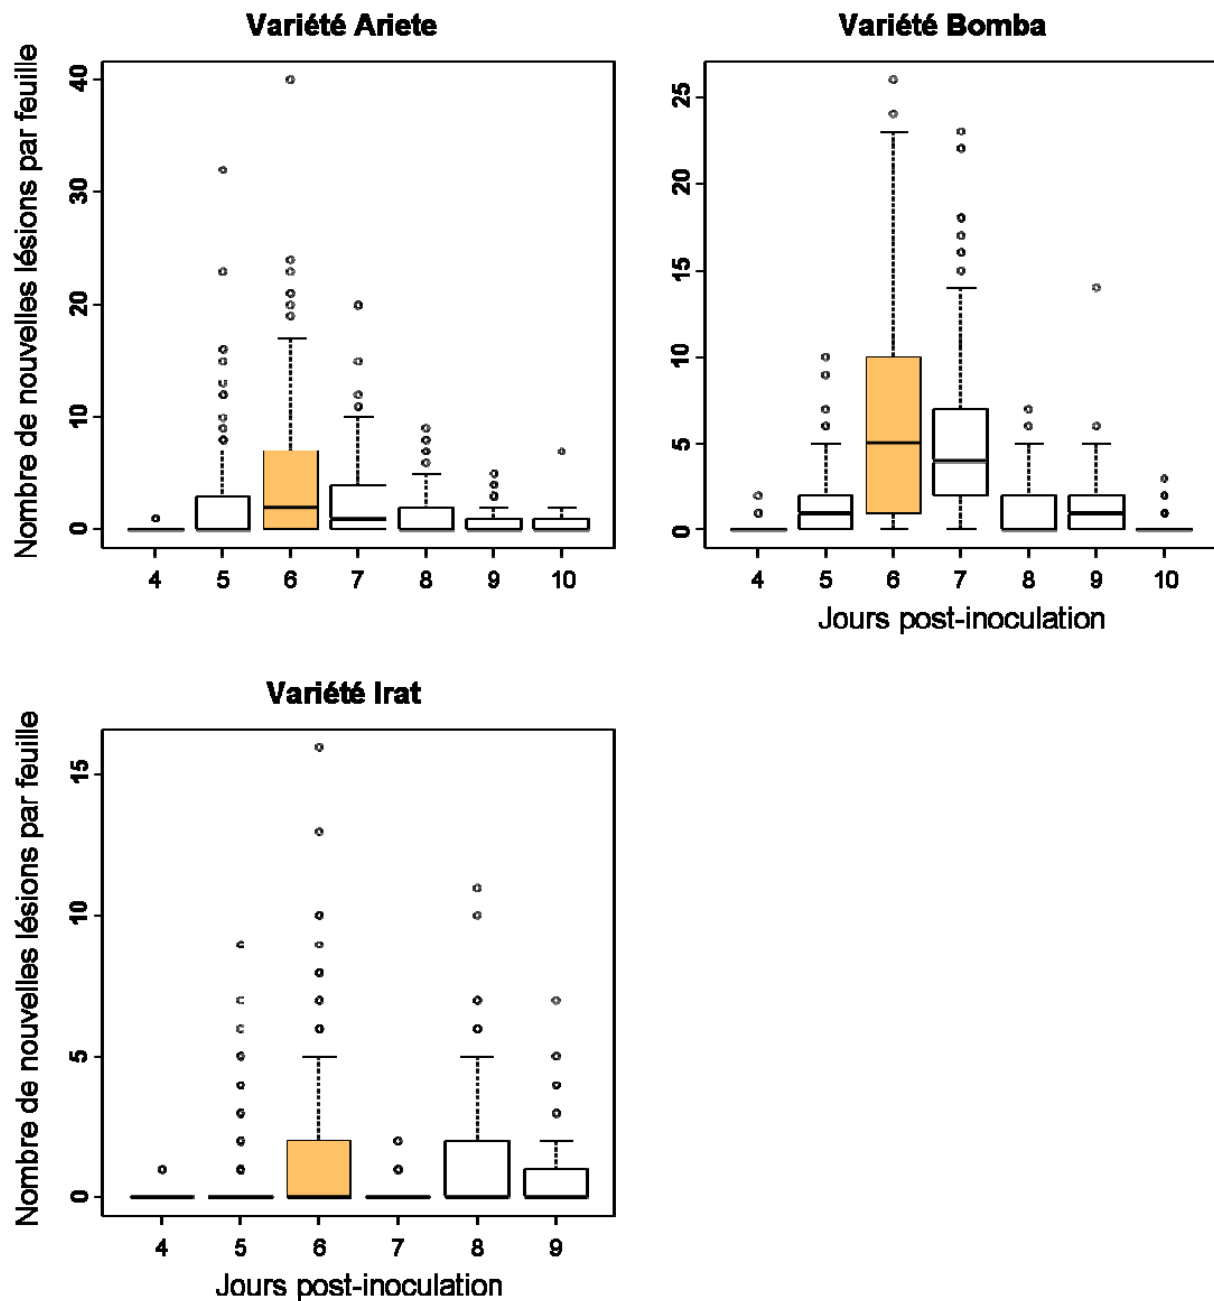 Variété Ariete
Nombre de nouvelles lésions par feuille
40
30
20
10
0
4 5 6 7 8 9 10
Variété Bomba
25
20
15
10
5
0
4 5 6 7 8 9 10
Jours post-inoculation
Variété Irat
Nombre de nouvelles lésions par feuille
15
10
5
0
4 5 6 7 8 9
Jours post-inoculation